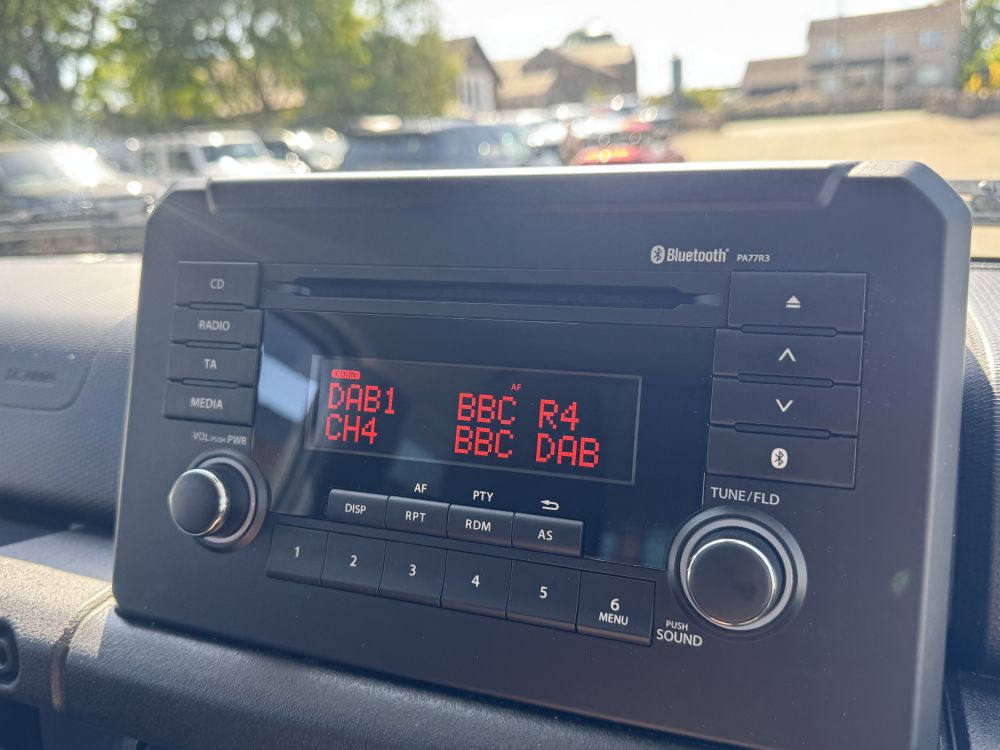 Bluetooth PA77R3
CD
RADIO
TA
MEDIA
VOL PUSH PWR
CD-IN
AF
DAB1 BBC R4
CH4 BBC DAB
TUNE/FLD
AF PTY
DISP RPT RDM AS
1 2 3 4 5 6
MENU
PUSH
SOUND